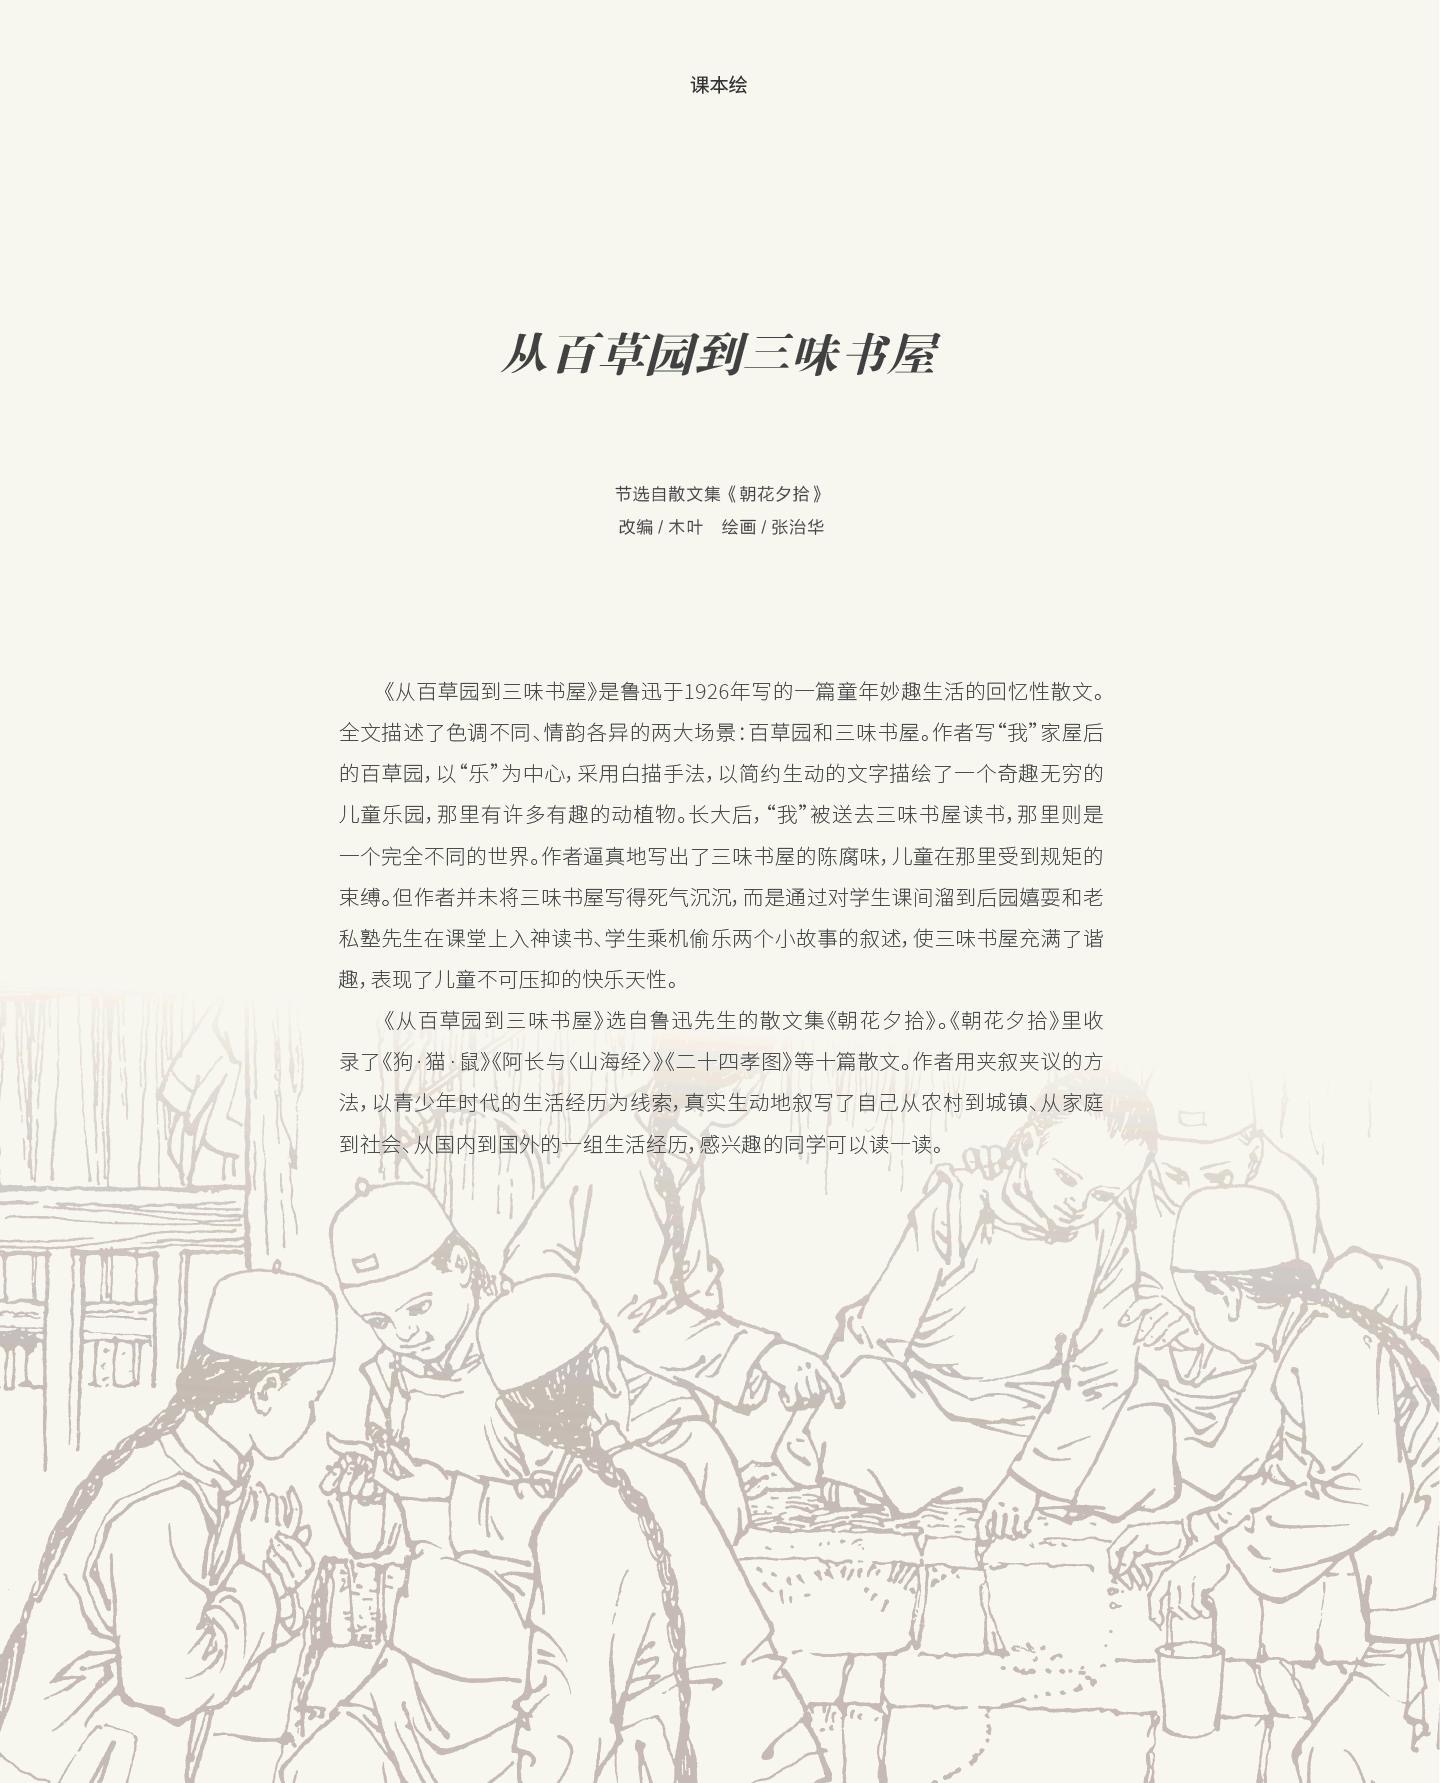 课本绘
从百草园到三味书屋
节选自散文集《朝花夕拾》
改编 / 木叶　绘画 / 张治华
《从百草园到三味书屋》是鲁迅于1926年写的一篇童年妙趣生活的回忆性散文。
全文描述了色调不同、情韵各异的两大场景：百草园和三味书屋。作者写“我”家屋后
的百草园，以“乐”为中心，采用白描手法，以简约生动的文字描绘了一个奇趣无穷的
儿童乐园，那里有许多有趣的动植物。长大后，“我”被送去三味书屋读书，那里则是
一个完全不同的世界。作者逼真地写出了三味书屋的陈腐味，儿童在那里受到规矩的
束缚。但作者并未将三味书屋写得死气沉沉，而是通过对学生课间溜到后园嬉耍和老
私塾先生在课堂上入神读书、学生乘机偷乐两个小故事的叙述，使三味书屋充满了谐
趣，表现了儿童不可压抑的快乐天性。
《从百草园到三味书屋》选自鲁迅先生的散文集《朝花夕拾》。《朝花夕拾》里收
录了《狗·猫·鼠》《阿长与〈山海经〉》《二十四孝图》等十篇散文。作者用夹叙夹议的方
法，以青少年时代的生活经历为线索，真实生动地叙写了自己从农村到城镇、从家庭
到社会、从国内到国外的一组生活经历，感兴趣的同学可以读一读。